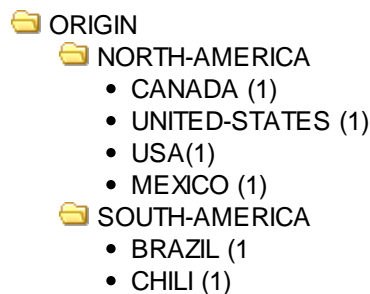 ORIGIN
NORTH-AMERICA
• CANADA (1)
• UNITED-STATES (1)
• USA(1)
• MEXICO (1)
SOUTH-AMERICA
• BRAZIL (1
• CHILI (1)